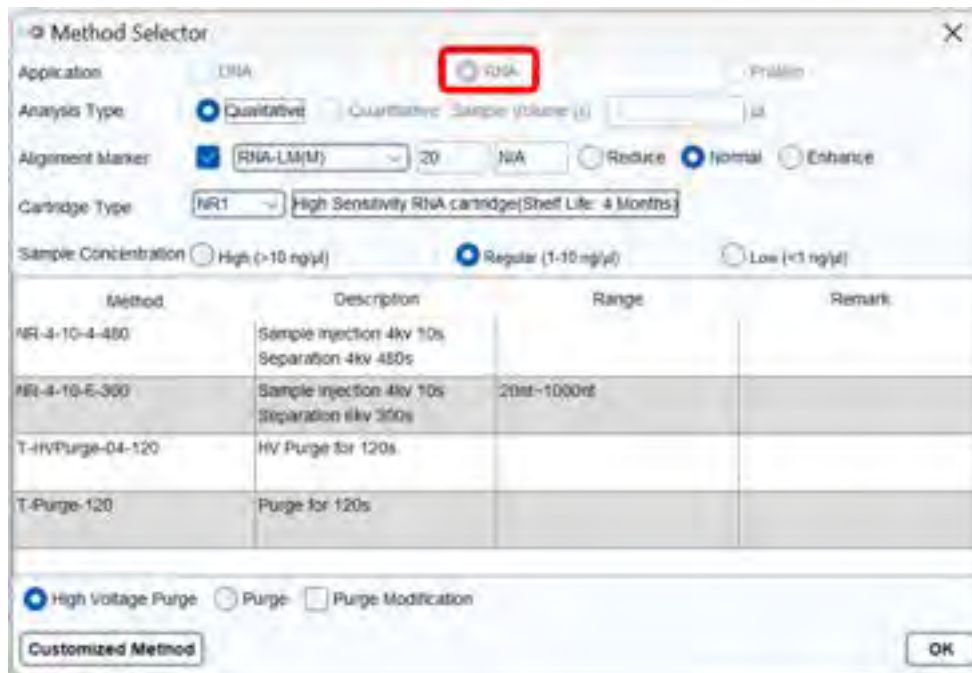 Method Selector
Application DNA RNA Protein
Analysis Type Qualitative Quantitative Sample Volume (s) µl
Alignment Marker RNA-LM(M) 20 N/A Reduce Normal Enhance
Cartridge Type NR1 High Sensitivity RNA cartridge(Shelf Life: 4 Months)
Sample Concentration High (>10 ng/µl) Regular (1-10 ng/µl) Low (<1 ng/µl)
Method Description Range Remark
NR-4-10-4-480 Sample injection 4kv 10s
Separation 4kv 480s
NR-4-10-6-300 Sample injection 4kv 10s 20nt~1000nt
Separation 6kv 300s
T-HVPurge-04-120 HV Purge for 120s
T-Purge-120 Purge for 120s
High Voltage Purge Purge Purge Modification
Customized Method OK